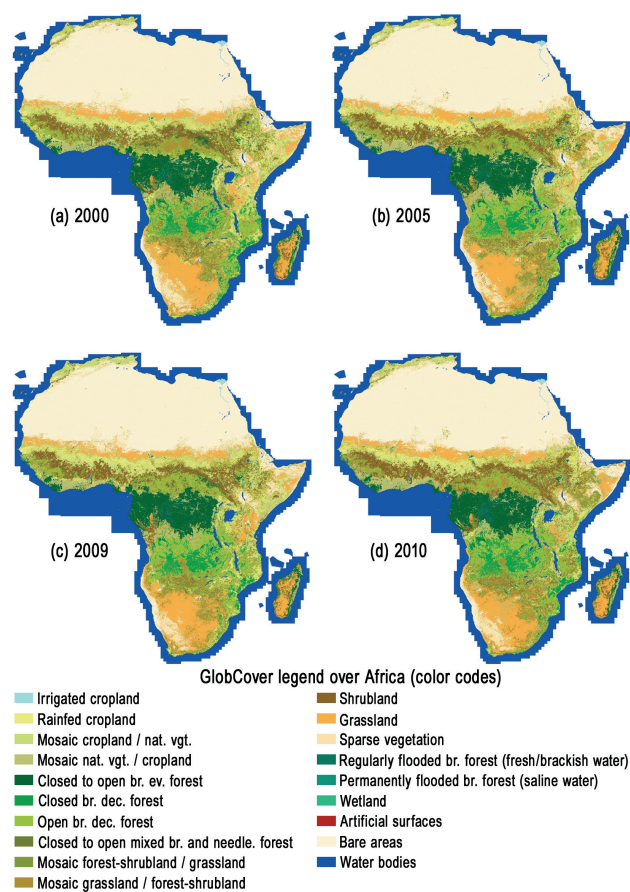 (a) 2000
(b) 2005
(c) 2009
(d) 2010
GlobCover legend over Africa (color codes)
Irrigated cropland
Rainfed cropland
Mosaic cropland / nat. vgt.
Mosaic nat. vgt. / cropland
Closed to open br. ev. forest
Closed br. dec. forest
Open br. dec. forest
Closed to open mixed br. and needle. forest
Mosaic forest-shrubland / grassland
Mosaic grassland / forest-shrubland
Shrubland
Grassland
Sparse vegetation
Regularly flooded br. forest (fresh/brackish water)
Permanently flooded br. forest (saline water)
Wetland
Artificial surfaces
Bare areas
Water bodies